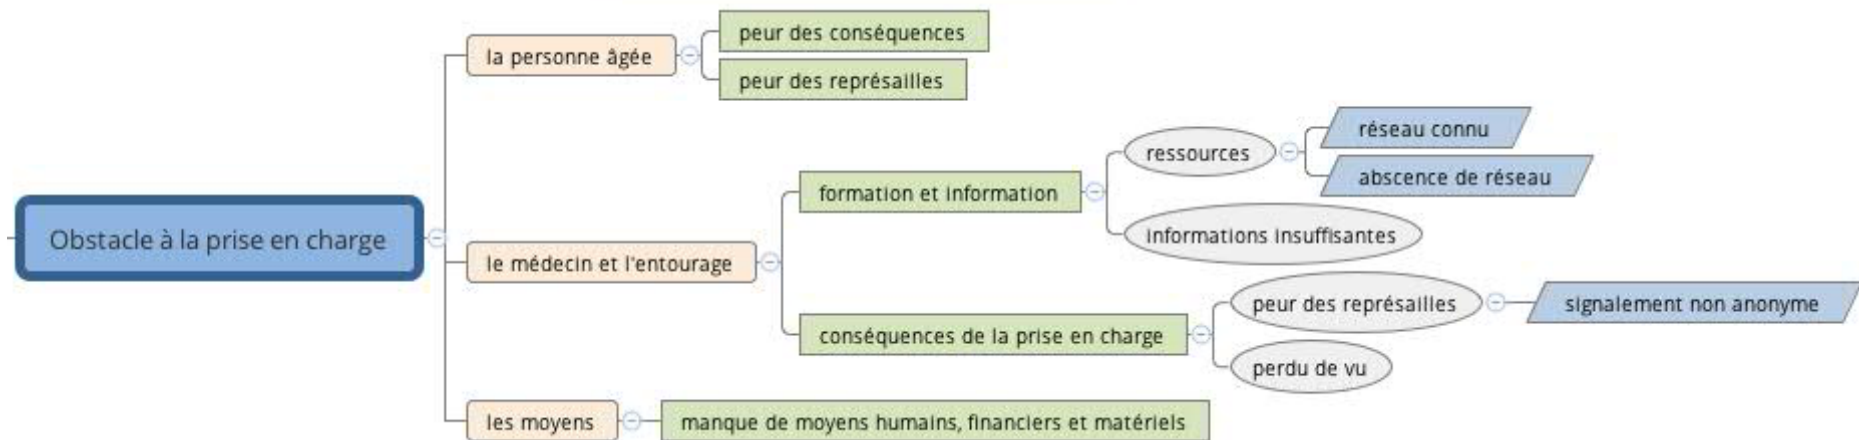 Obstacle à la prise en charge
la personne âgée
peur des conséquences
peur des représailles
le médecin et l'entourage
formation et information
ressources
réseau connu
abscence de réseau
informations insuffisantes
conséquences de la prise en charge
peur des représailles
signalement non anonyme
perdu de vu
les moyens
manque de moyens humains, financiers et matériels